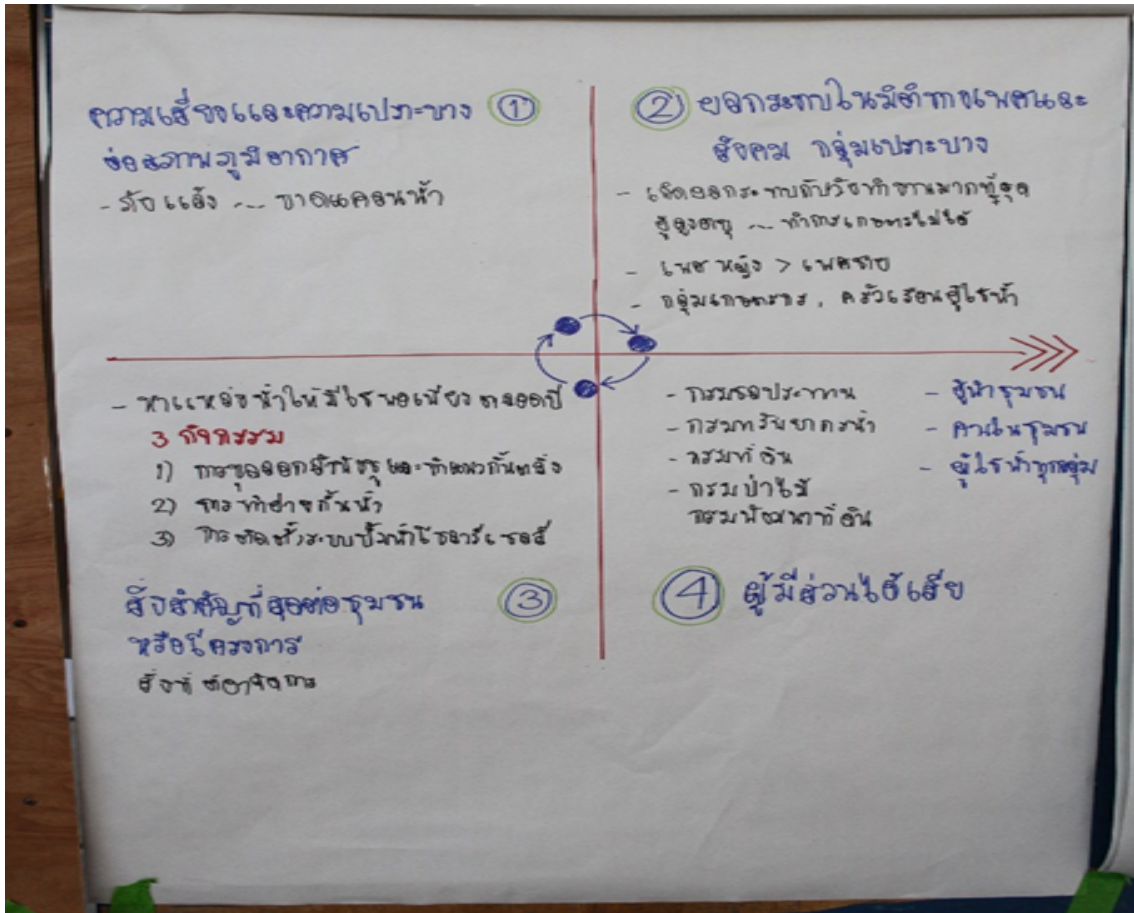 ความเสี่ยงและความเปราะบาง ①
ต่อสภาพภูมิอากาศ
- ภัยแล้ง ... ขาดแคลนน้ำ
② ผลกระทบในมิติทางเพศและ
สังคม กลุ่มเปราะบาง
- เกิดผลกระทบกับวัยทำงานมากที่สุด
ผู้สูงอายุ ... ทำการเกษตรไม่ได้
- เพศหญิง > เพศชาย
- กลุ่มเกษตรกร, ครัวเรือนผู้ใช้น้ำ
- หาแหล่งน้ำให้มีใช้พอเพียงตลอดปี
3 กิจกรรม
1) การขุดลอกลำน้ำชู และทำแนวกั้นตลิ่ง
2) การทำฝายกั้นน้ำ
3) การติดตั้งระบบปั๊มน้ำโซลาร์เซลล์
สิ่งสำคัญที่สุดต่อชุมชน ③
หรือโครงการ
สิ่งที่ต้องจัดการ
- กรมชลประทาน
- กรมทรัพยากรน้ำ
- กรมที่ดิน
- กรมป่าไม้
กรมพัฒนาที่ดิน
- ผู้นำชุมชน
- คนในชุมชน
- ผู้ใช้น้ำทุกกลุ่ม
④ ผู้มีส่วนได้เสีย